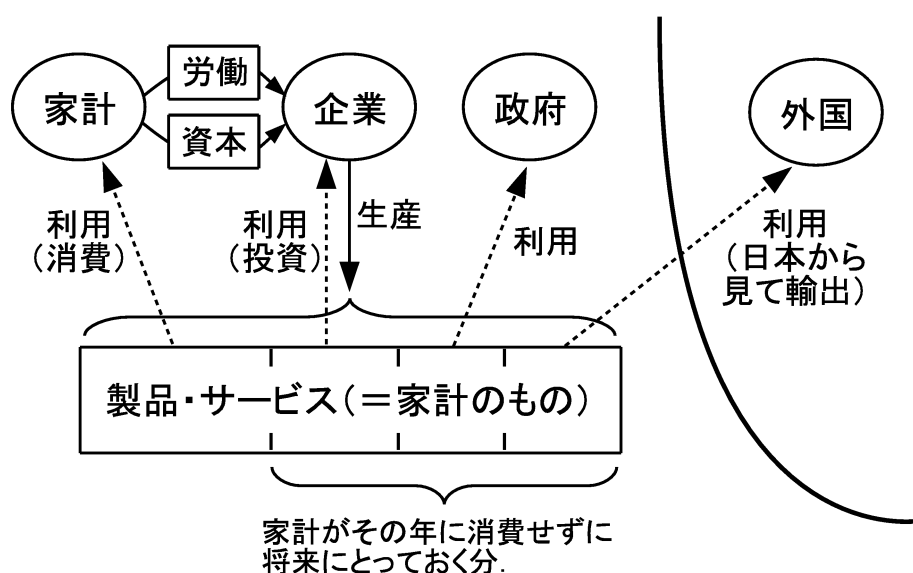 家計
労働
資本
企業
政府
外国
利用
（消費）
利用
（投資）
生産
利用
利用
（日本から
見て輸出）
製品・サービス（＝家計のもの）
家計がその年に消費せずに
将来にとっておく分.